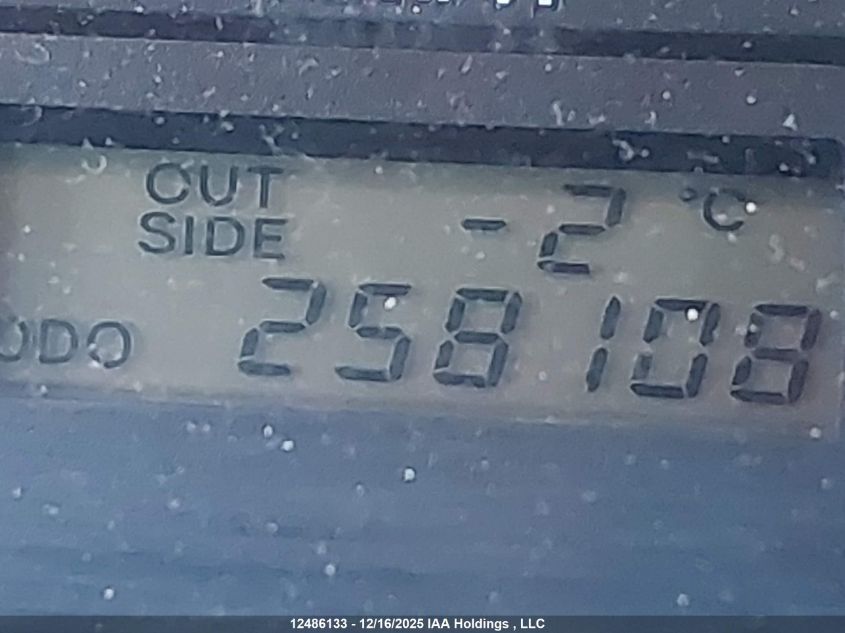 OUT
SIDE -2 °C
ODO 258108
12486133 - 12/16/2025 IAA Holdings , LLC